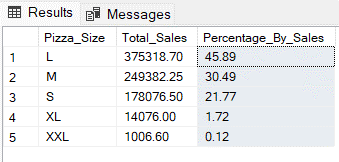 Results Messages
Pizza_Size Total_Sales Percentage_By_Sales
1 L 375318.70 45.89
2 M 249382.25 30.49
3 S 178076.50 21.77
4 XL 14076.00 1.72
5 XXL 1006.60 0.12